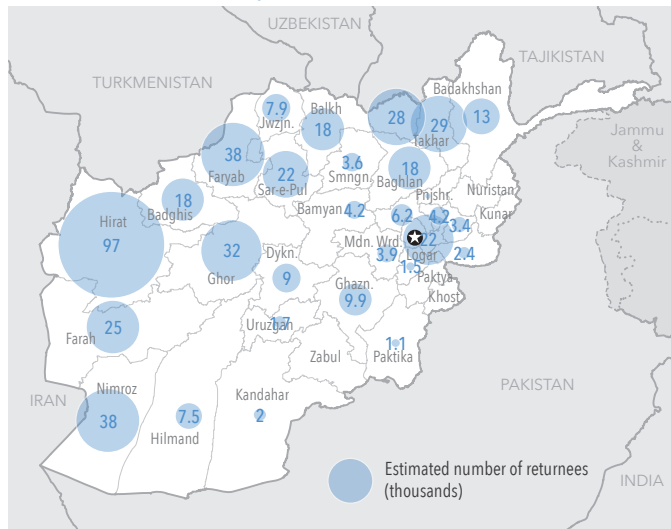 UZBEKISTAN
TAJIKISTAN
TURKMENISTAN
Badakhshan
7.9
Jwzjn.
Balkh
18
28
29
Takhar
13
Jammu
&
Kashmir
38
Faryab
22
Sar-e-Pul
3.6
Smngn.
18
Baghlan
Pnjshr.
Nuristan
Kunar
18
Badghis
Bamyan
4.2
6.2
4.2
3.4
Hirat
97
32
Ghor
Dykn.
9
Mdn. Wrd.
3.9
22
Logar
2.4
1.5
Paktya
Khost
Ghazn.
9.9
25
Farah
Uruzgan
1.7
Zabul
1.1
Paktika
Nimroz
38
IRAN
7.5
Hilmand
Kandahar
2
PAKISTAN
INDIA
Estimated number of returnees
(thousands)